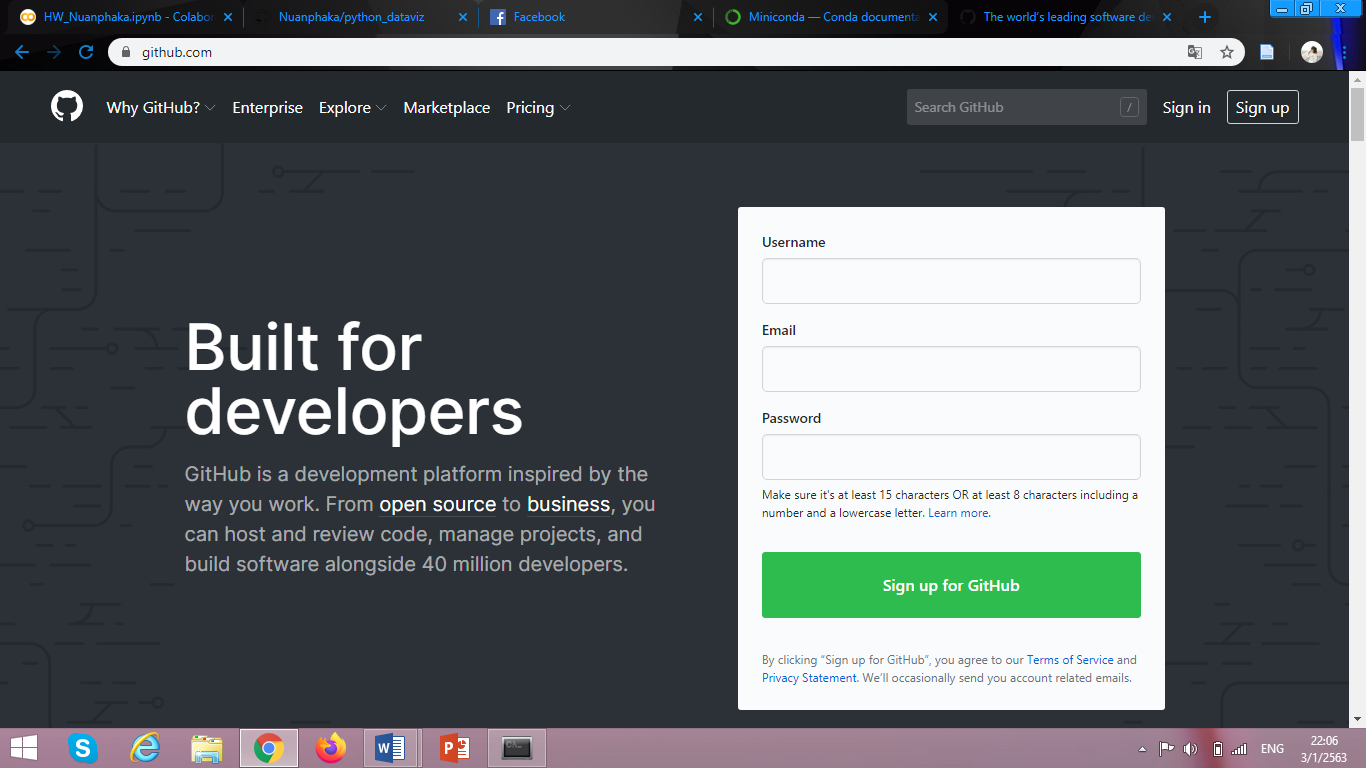 HW_Nuanphaka.ipynb - Colabor
Nuanphaka/python_dataviz
Facebook
Miniconda — Conda documenta
The world's leading software de
github.com
Why GitHub?
Enterprise
Explore
Marketplace
Pricing
Search GitHub
/
Sign in
Sign up
Built for
developers
GitHub is a development platform inspired by the
way you work. From open source to business, you
can host and review code, manage projects, and
build software alongside 40 million developers.
Username
Email
Password
Make sure it's at least 15 characters OR at least 8 characters including a
number and a lowercase letter. Learn more.
Sign up for GitHub
By clicking “Sign up for GitHub”, you agree to our Terms of Service and
Privacy Statement. We’ll occasionally send you account related emails.
ENG
22:06
3/1/2563